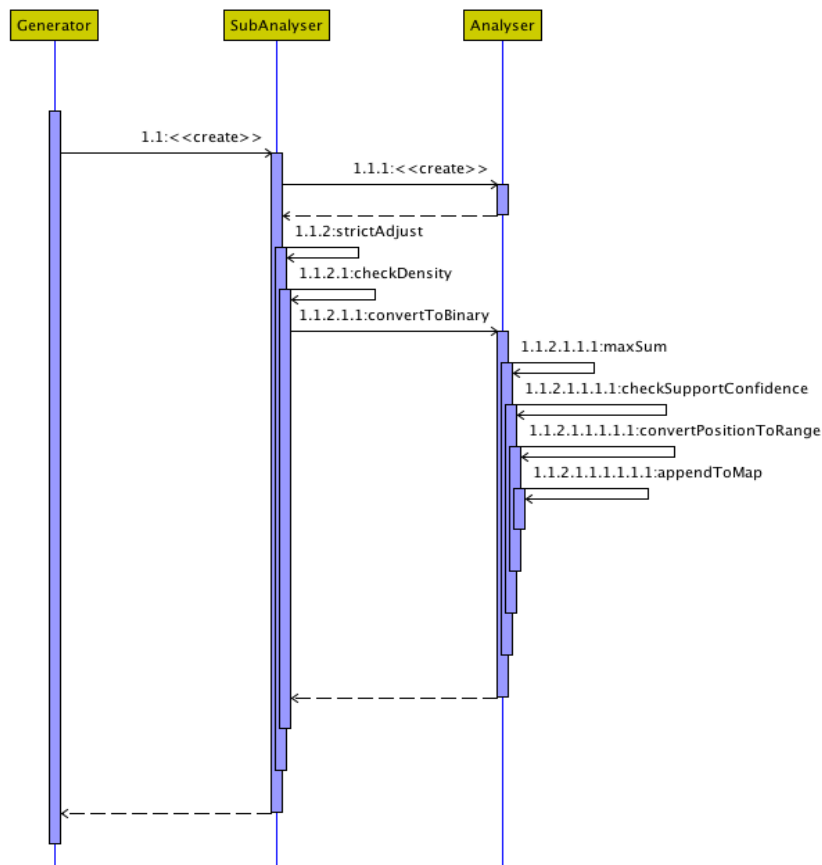 Generator
SubAnalyser
Analyser
1.1:<<create>>
1.1.1:<<create>>
1.1.2:strictAdjust
1.1.2.1:checkDensity
1.1.2.1.1:convertToBinary
1.1.2.1.1.1:maxSum
1.1.2.1.1.1.1:checkSupportConfidence
1.1.2.1.1.1.1.1:convertPositionToRange
1.1.2.1.1.1.1.1.1:appendToMap